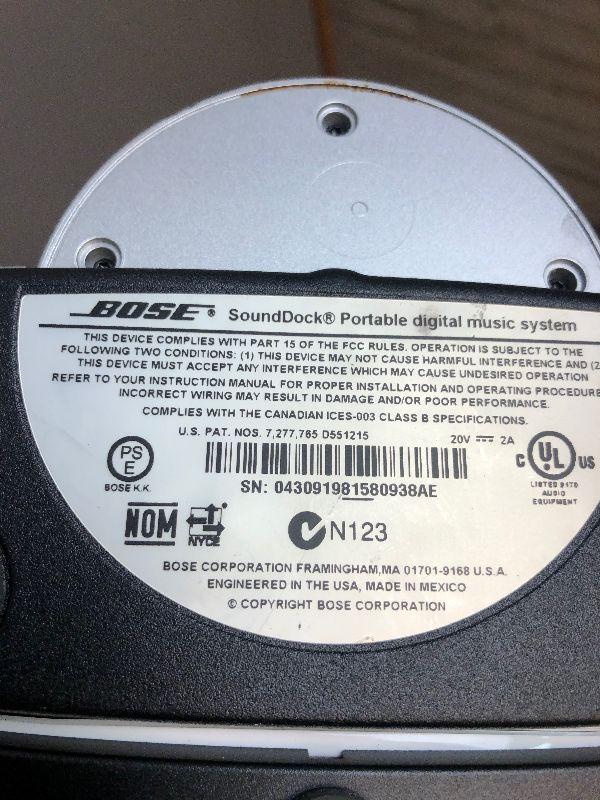 BOSE® SoundDock® Portable digital music system
THIS DEVICE COMPLIES WITH PART 15 OF THE FCC RULES. OPERATION IS SUBJECT TO THE
FOLLOWING TWO CONDITIONS: (1) THIS DEVICE MAY NOT CAUSE HARMFUL INTERFERENCE AND (2
THIS DEVICE MUST ACCEPT ANY INTERFERENCE WHICH MAY CAUSE UNDESIRED OPERATION
REFER TO YOUR INSTRUCTION MANUAL FOR PROPER INSTALLATION AND OPERATING PROCEDURE
INCORRECT WIRING MAY RESULT IN DAMAGE AND/OR POOR PERFORMANCE.
COMPLIES WITH THE CANADIAN ICES-003 CLASS B SPECIFICATIONS.
U.S. PAT. NOS. 7,277,765 D551215
20V 2A
PS
E
BOSE K.K.
C UL US
LISTED 9170
AUDIO
EQUIPMENT
SN: 043091981580938AE
NOM
NYCE
N123
BOSE CORPORATION FRAMINGHAM,MA 01701-9168 U.S.A.
ENGINEERED IN THE USA, MADE IN MEXICO
© COPYRIGHT BOSE CORPORATION